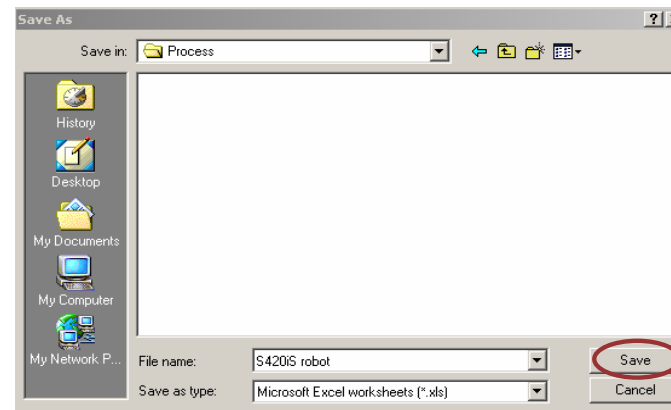 Save As
?
Save in:
Process
History
Desktop
My Documents
My Computer
My Network P...
File name:
S420iS robot
Save
Save as type:
Microsoft Excel worksheets (*.xls)
Cancel